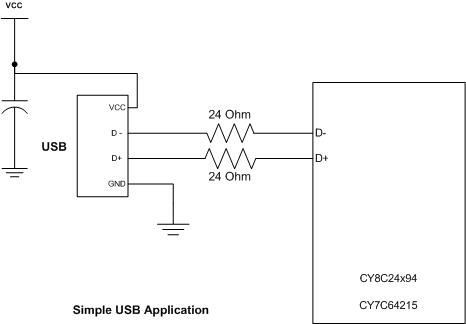 VCC
VCC
24 Ohm
D -
D-
USB
D+
D+
24 Ohm
GND
CY8C24x94
CY7C64215
Simple USB Application